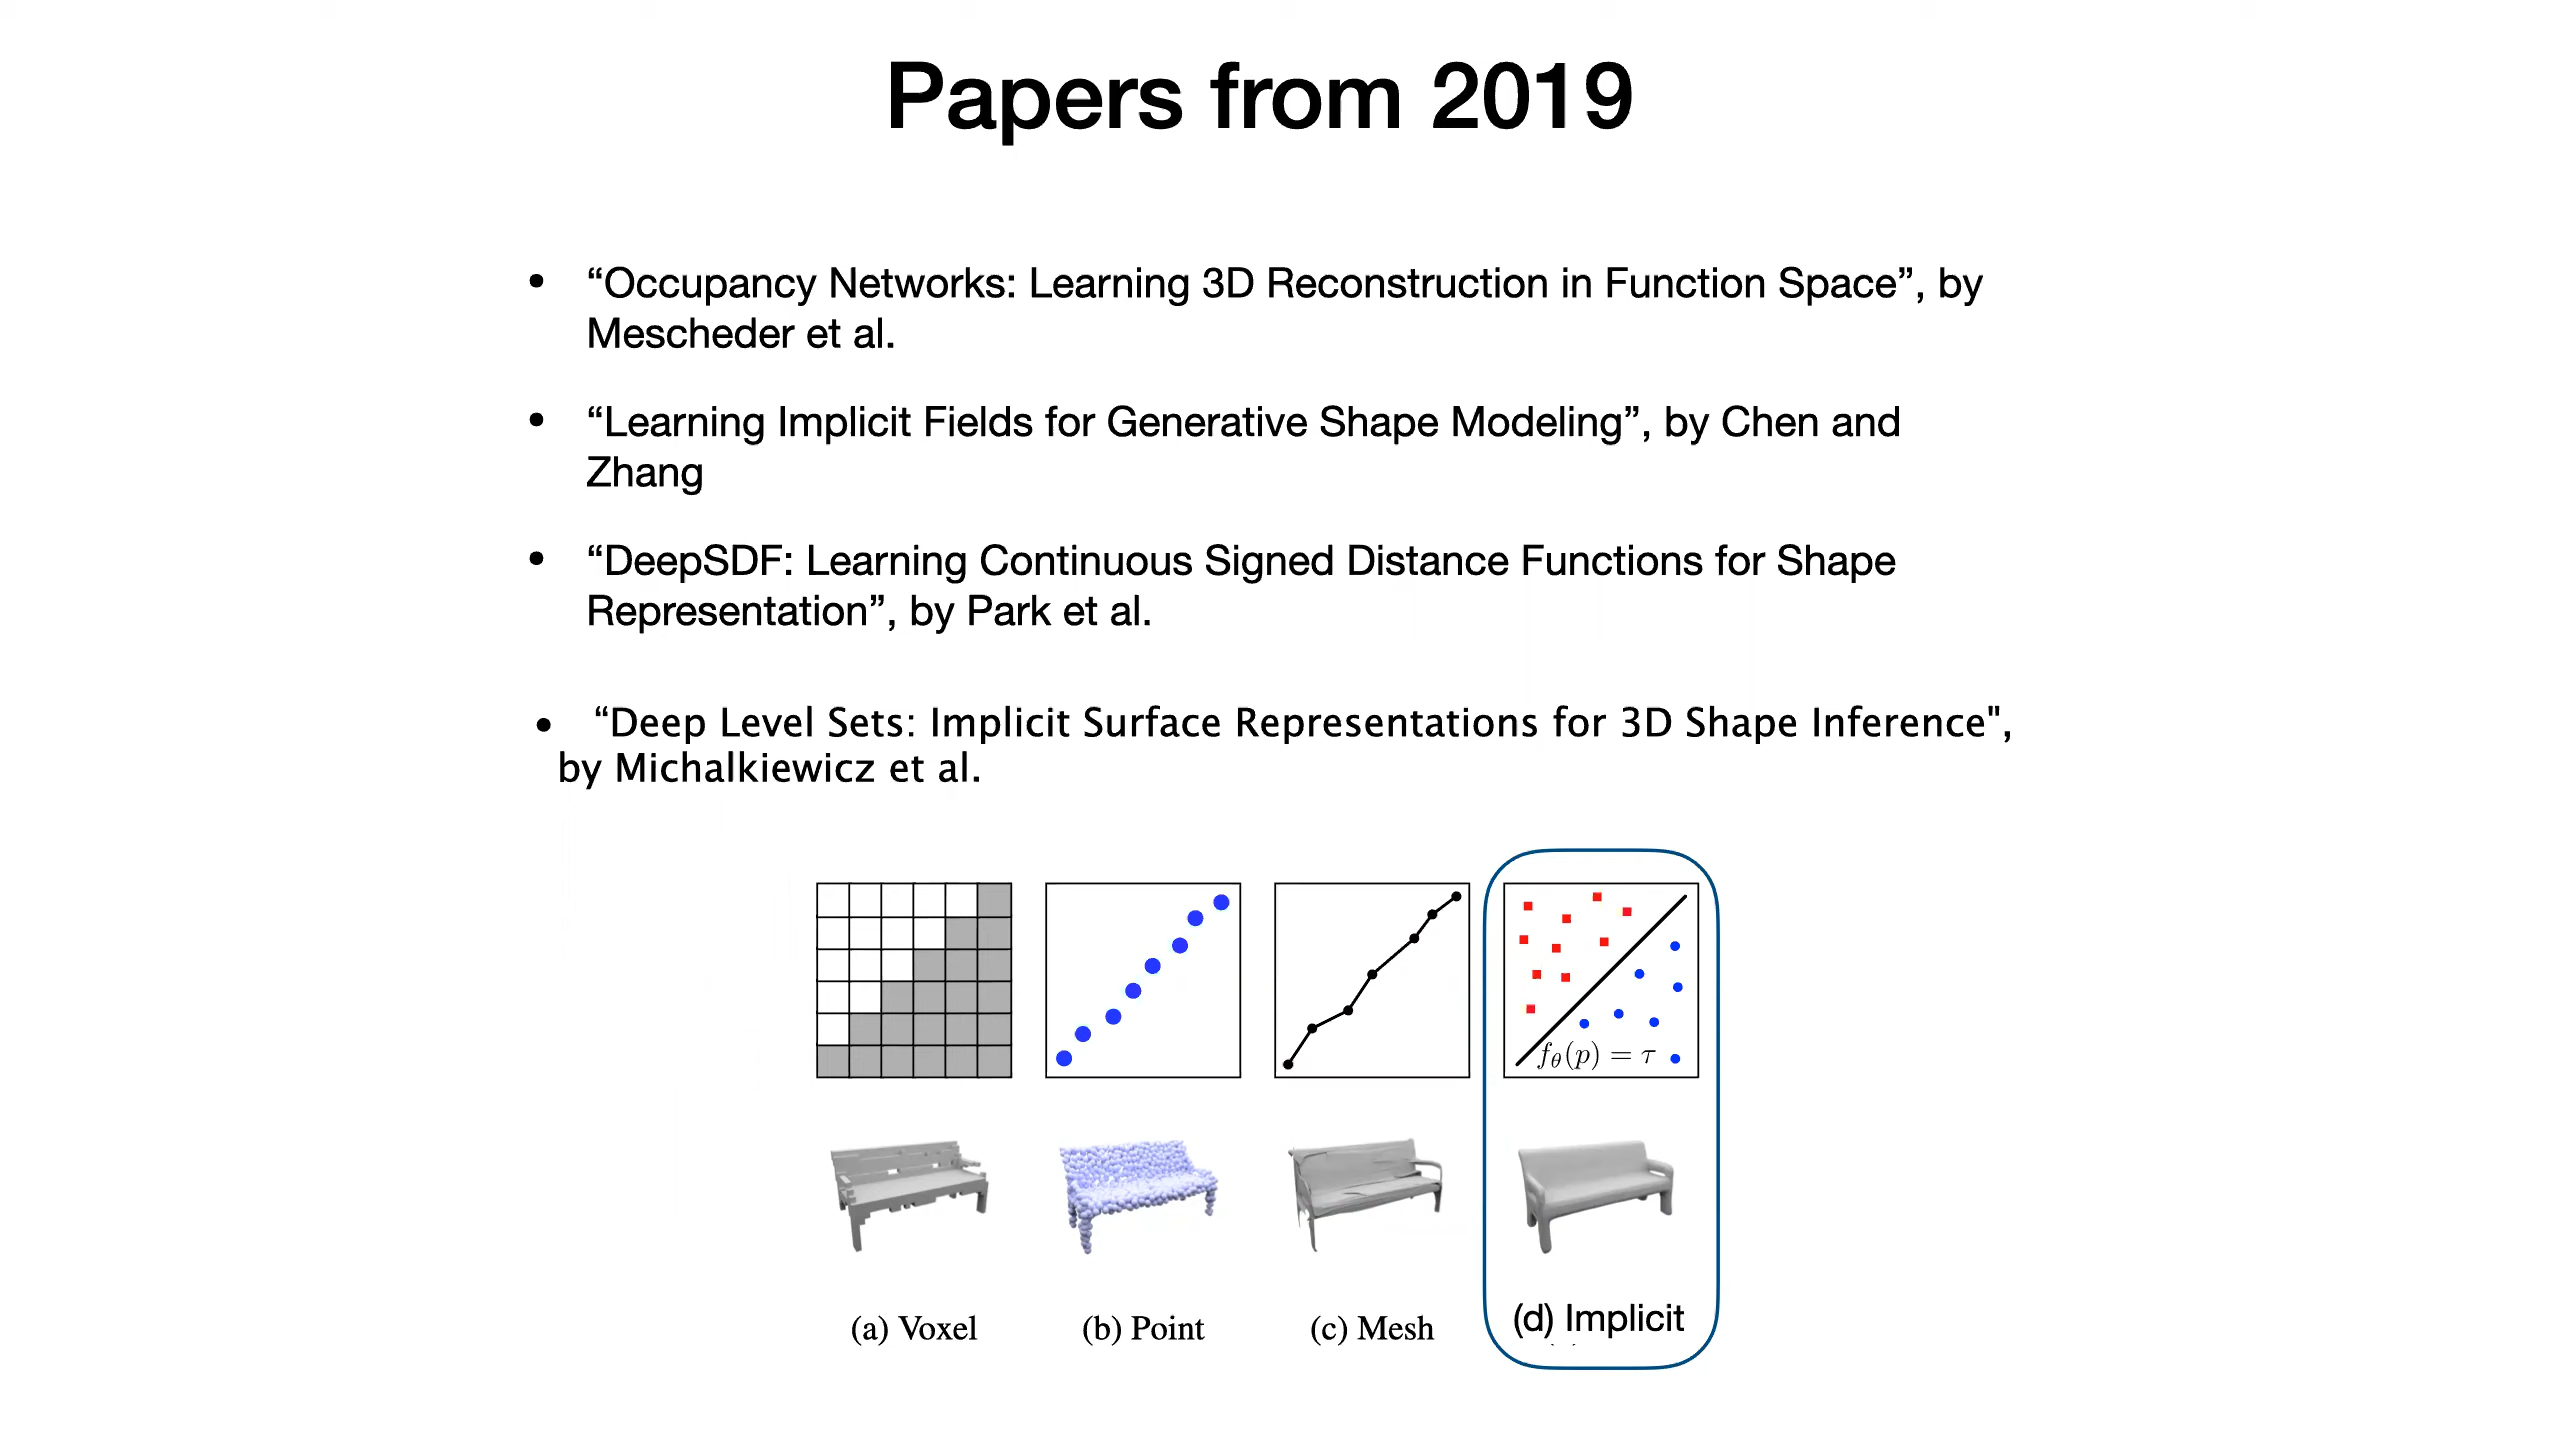 Papers from 2019
• “Occupancy Networks: Learning 3D Reconstruction in Function Space”, by
Mescheder et al.
• “Learning Implicit Fields for Generative Shape Modeling”, by Chen and
Zhang
• “DeepSDF: Learning Continuous Signed Distance Functions for Shape
Representation”, by Park et al.
• “Deep Level Sets: Implicit Surface Representations for 3D Shape Inference",
by Michalkiewicz et al.
f_θ(p) = τ
(a) Voxel
(b) Point
(c) Mesh
(d) Implicit